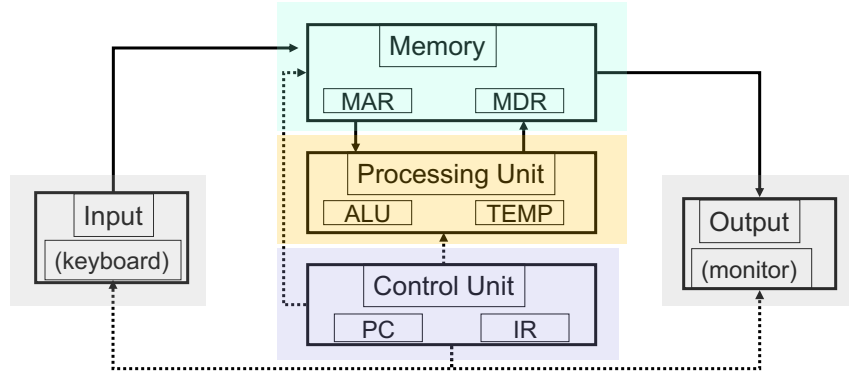 Memory
MAR MDR
Processing Unit
ALU TEMP
Input
(keyboard)
Output
(monitor)
Control Unit
PC IR